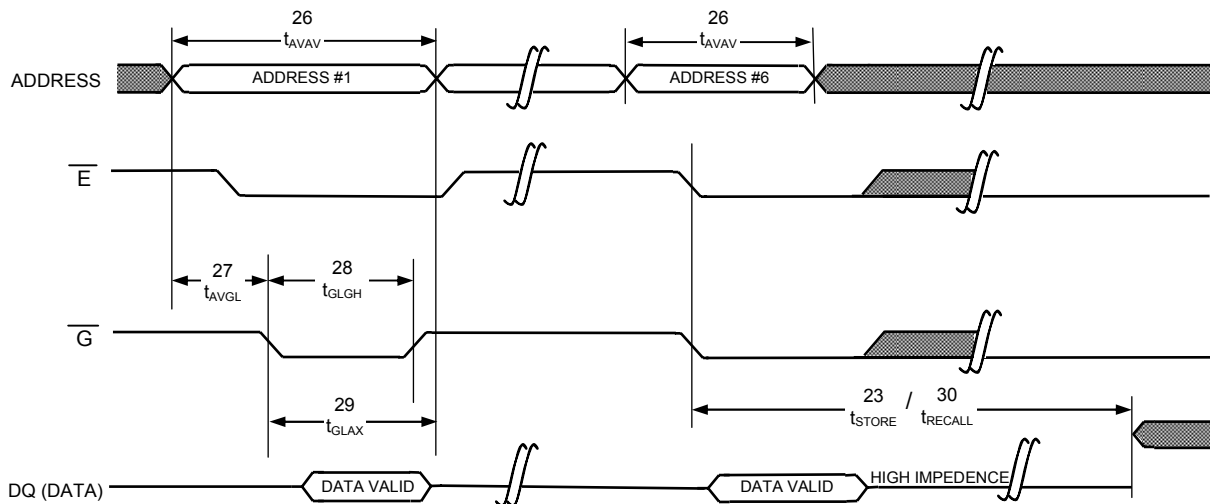 26 26
tAVAV tAVAV
ADDRESS ADDRESS #1 ADDRESS #6
E
27 28
tAVGL tGLGH
G
29 23 / 30
tGLAX tSTORE tRECALL
DQ (DATA) DATA VALID DATA VALID HIGH IMPEDENCE